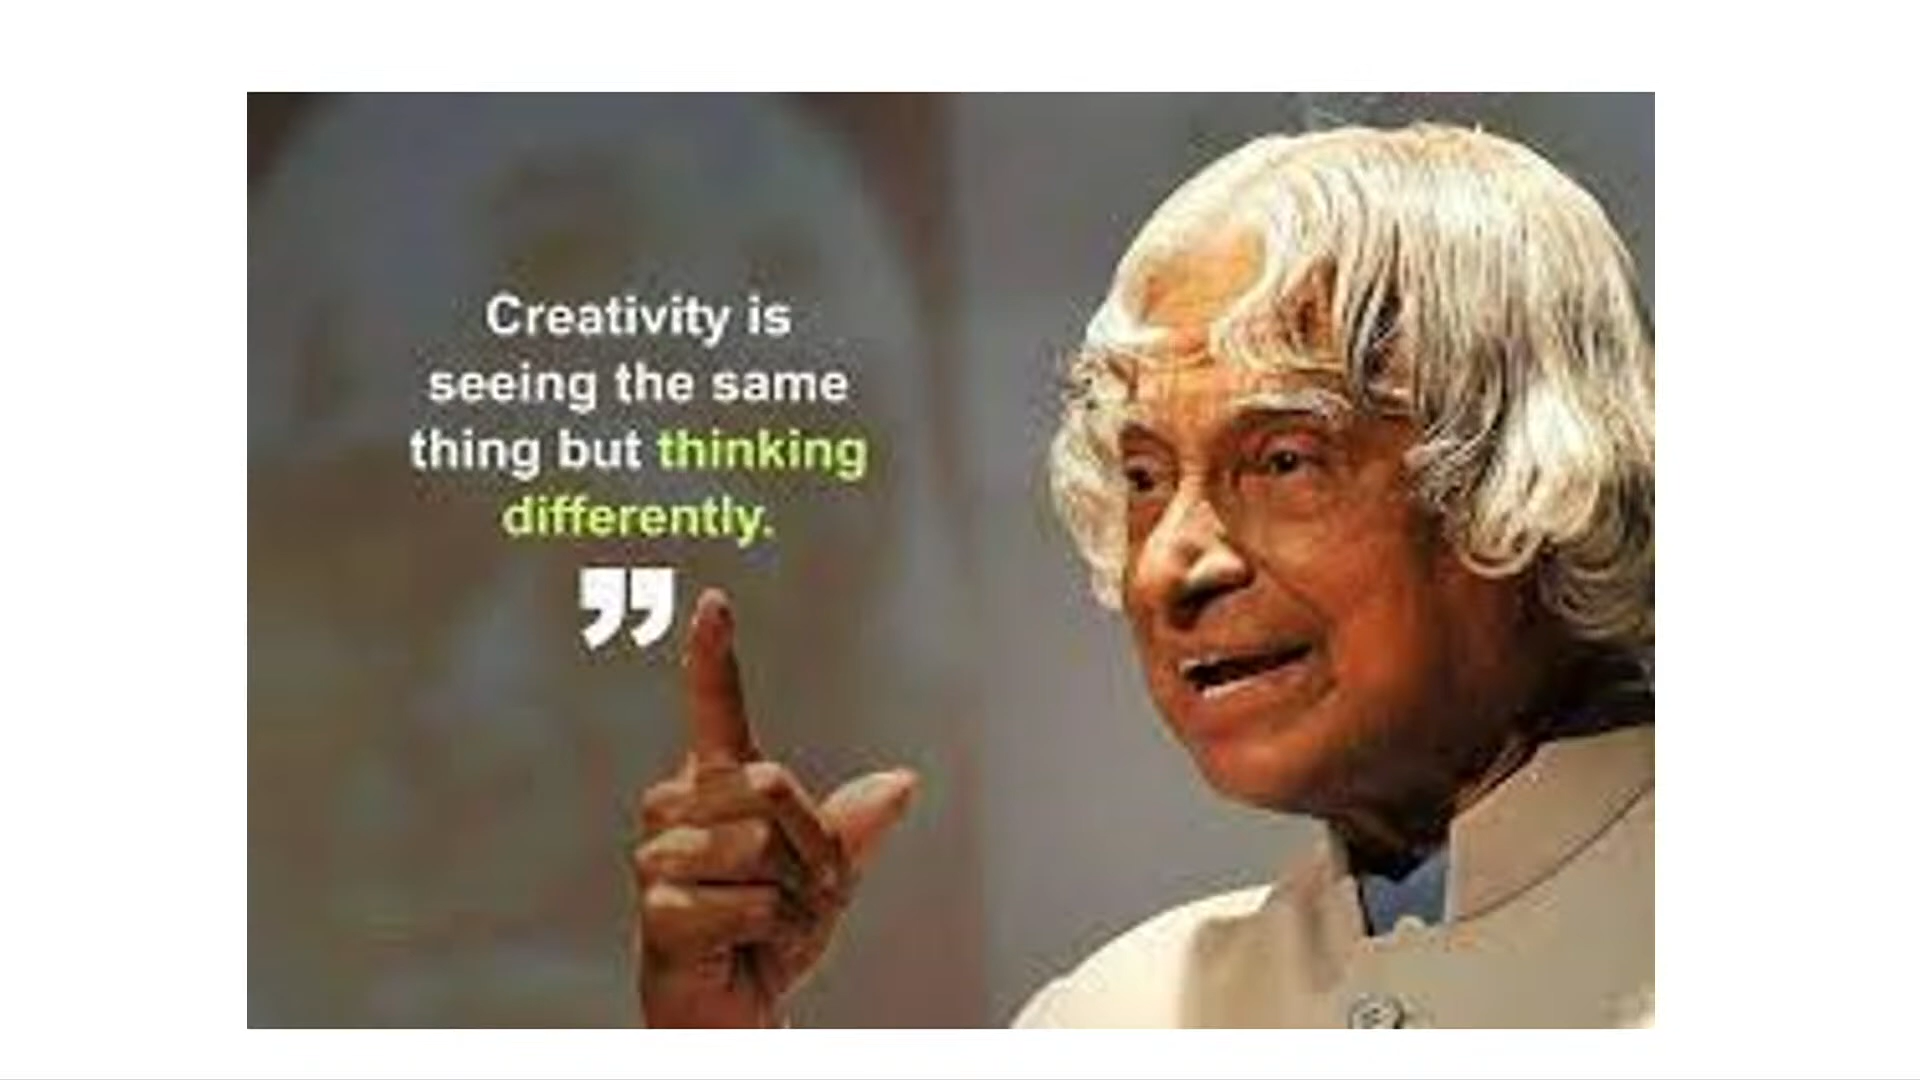 Creativity is
seeing the same
thing but thinking
differently.
”